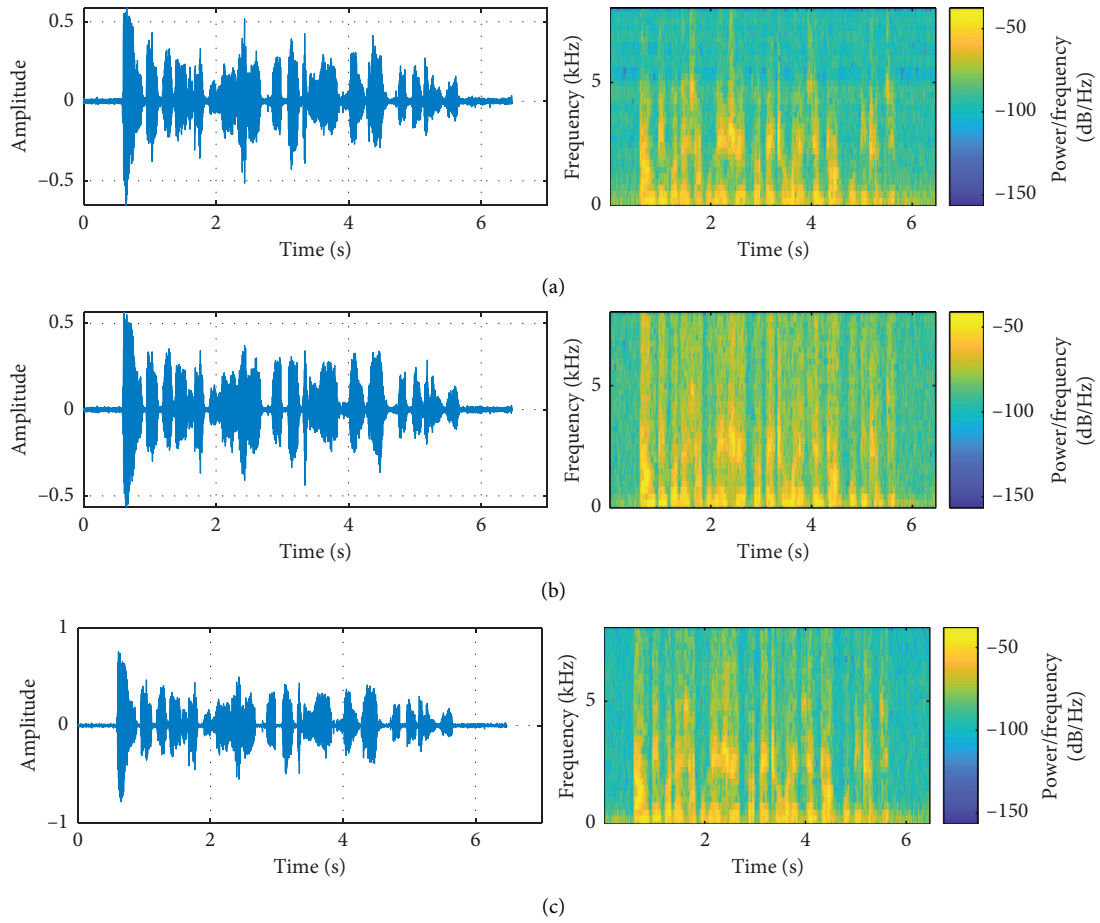 0.5
0
−0.5
Amplitude
0 2 4 6
Time (s)
5
0
Frequency (kHz)
2 4 6
Time (s)
−50
−100
−150
Power/frequency
(dB/Hz)
(a)
0.5
0
−0.5
Amplitude
0 2 4 6
Time (s)
5
0
Frequency (kHz)
2 4 6
Time (s)
−50
−100
−150
Power/frequency
(dB/Hz)
(b)
1
0
−1
Amplitude
0 2 4 6
Time (s)
5
0
Frequency (kHz)
2 4 6
Time (s)
−50
−100
−150
Power/frequency
(dB/Hz)
(c)